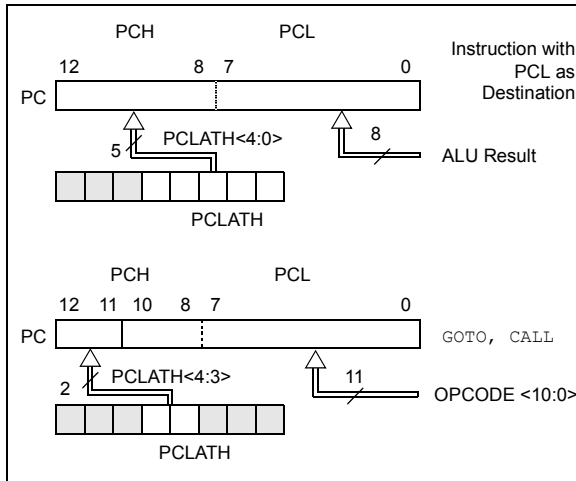 PCH PCL
12 8 7 0
Instruction with
PCL as
Destination
PC
5 PCLATH<4:0>
8
ALU Result
PCLATH
PCH PCL
12 11 10 8 7 0
PC
GOTO, CALL
2 PCLATH<4:3>
11
OPCODE <10:0>
PCLATH